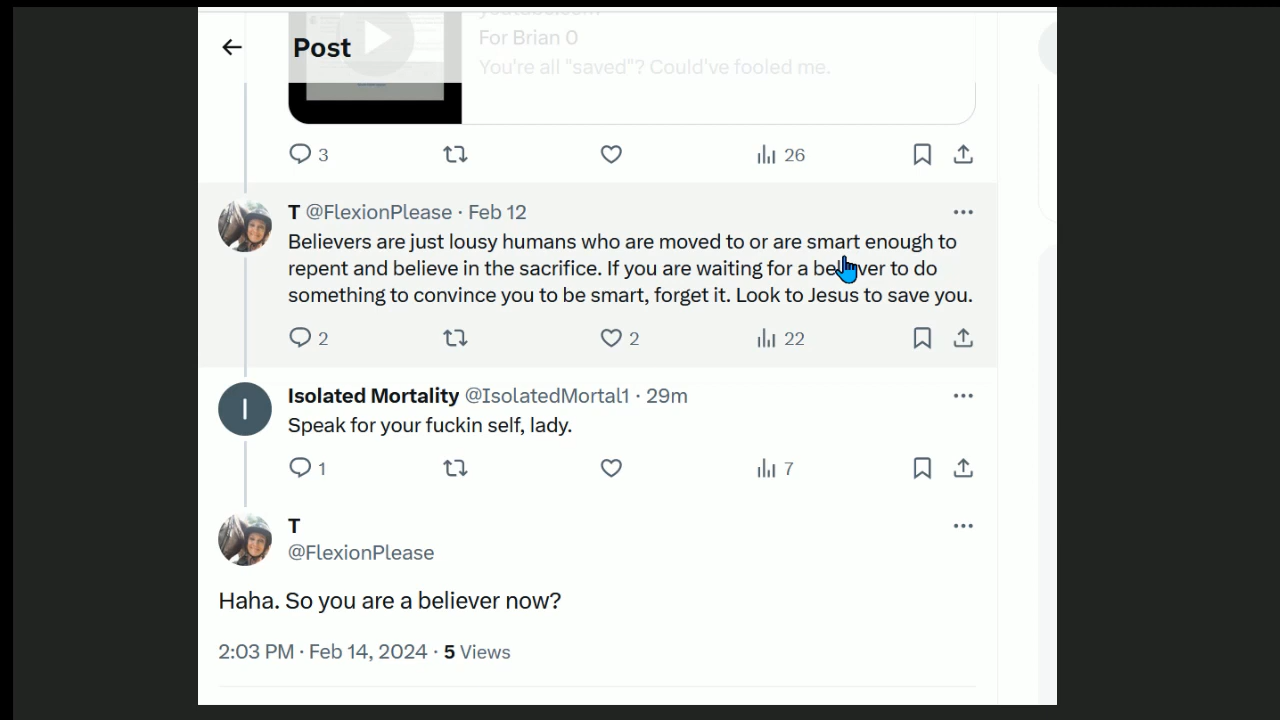 Post
For Brian O
You're all "saved"? Could've fooled me.
3
26
T @FlexionPlease · Feb 12
Believers are just lousy humans who are moved to or are smart enough to
repent and believe in the sacrifice. If you are waiting for a believer to do
something to convince you to be smart, forget it. Look to Jesus to save you.
2
2
22
I
Isolated Mortality @IsolatedMortal1 · 29m
Speak for your fuckin self, lady.
1
7
T
@FlexionPlease
Haha. So you are a believer now?
2:03 PM · Feb 14, 2024 · 5 Views